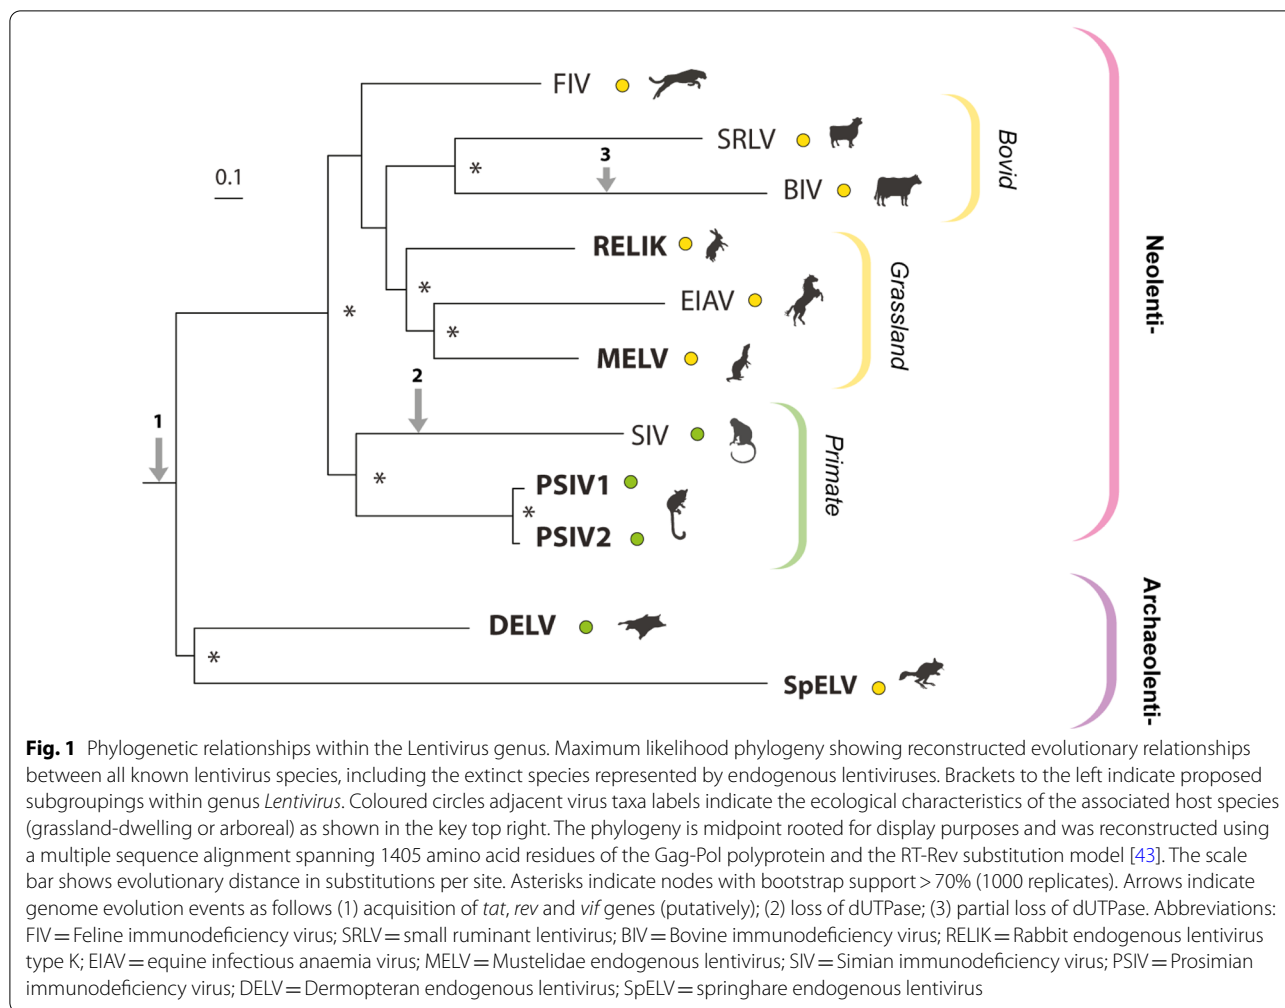 FIV
SRLV
*
3
Bovid
0.1
BIV
RELIK
Neolenti-
*
EIAV
Grassland
*
*
MELV
2
1
SIV
Primate
*
PSIV1
*
PSIV2
Archaeolenti-
DELV
*
SpELV
Fig. 1 Phylogenetic relationships within the Lentivirus genus. Maximum likelihood phylogeny showing reconstructed evolutionary relationships
between all known lentivirus species, including the extinct species represented by endogenous lentiviruses. Brackets to the left indicate proposed
subgroupings within genus Lentivirus. Coloured circles adjacent virus taxa labels indicate the ecological characteristics of the associated host species
(grassland-dwelling or arboreal) as shown in the key top right. The phylogeny is midpoint rooted for display purposes and was reconstructed using
a multiple sequence alignment spanning 1405 amino acid residues of the Gag-Pol polyprotein and the RT-Rev substitution model [43]. The scale
bar shows evolutionary distance in substitutions per site. Asterisks indicate nodes with bootstrap support > 70% (1000 replicates). Arrows indicate
genome evolution events as follows (1) acquisition of tat, rev and vif genes (putatively); (2) loss of dUTPase; (3) partial loss of dUTPase. Abbreviations:
FIV = Feline immunodeficiency virus; SRLV = small ruminant lentivirus; BIV = Bovine immunodeficiency virus; RELIK = Rabbit endogenous lentivirus
type K; EIAV = equine infectious anaemia virus; MELV = Mustelidae endogenous lentivirus; SIV = Simian immunodeficiency virus; PSIV = Prosimian
immunodeficiency virus; DELV = Dermopteran endogenous lentivirus; SpELV = springhare endogenous lentivirus